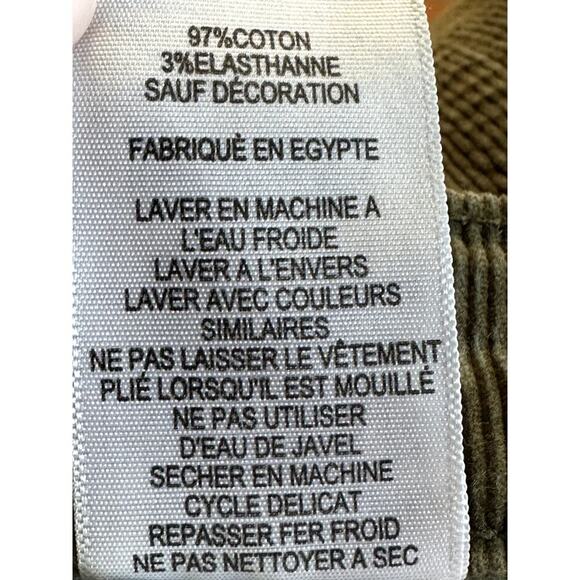 97%COTON
3%ELASTHANNE
SAUF DÉCORATION
FABRIQUÈ EN EGYPTE
LAVER EN MACHINE A
L'EAU FROIDE
LAVER A L'ENVERS
LAVER AVEC COULEURS
SIMILAIRES
NE PAS LAISSER LE VÊTEMENT
PLIÉ LORSQU'IL EST MOUILLÉ
NE PAS UTILISER
D'EAU DE JAVEL
SECHER EN MACHINE
CYCLE DELICAT
REPASSER FER FROID
NE PAS NETTOYER A SEC